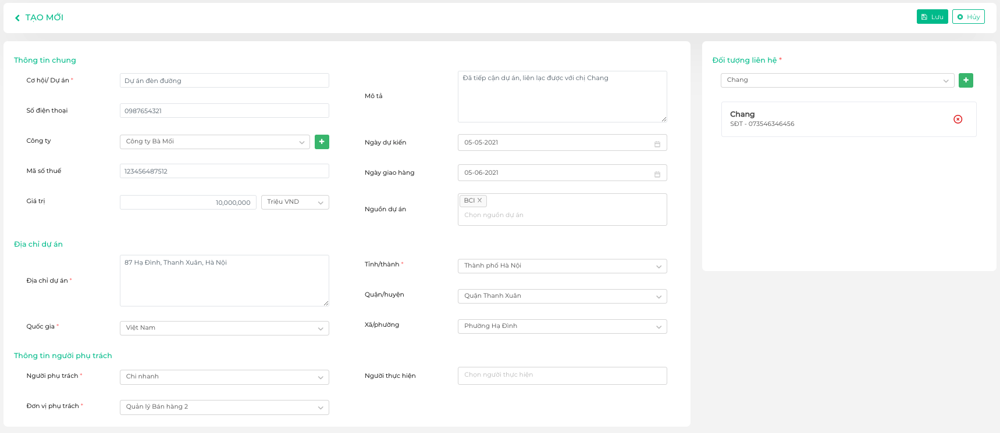 TẠO MỚI
Lưu
Hủy
Thông tin chung
Cơ hội/ Dự án *
Dự án đèn đường
Số điện thoại
0987654321
Công ty
Công ty Bà Mối
Mã số thuế
123456487512
Giá trị
10,000,000
Triệu VND
Mô tả
Đã tiếp cận dự án, liên lạc được với chị Chang
Ngày dự kiến
05-05-2021
Ngày giao hàng
05-06-2021
Nguồn dự án
BCI
Chọn nguồn dự án
Địa chỉ dự án
Địa chỉ dự án *
87 Hạ Đình, Thanh Xuân, Hà Nội
Quốc gia *
Việt Nam
Tỉnh/thành *
Thành phố Hà Nội
Quận/huyện
Quận Thanh Xuân
Xã/phường
Phường Hạ Đình
Thông tin người phụ trách
Người phụ trách *
Chi nhanh
Đơn vị phụ trách *
Quản lý Bán hàng 2
Người thực hiện
Chọn người thực hiện
Đối tượng liên hệ *
Chang
Chang
SĐT - 073546346456